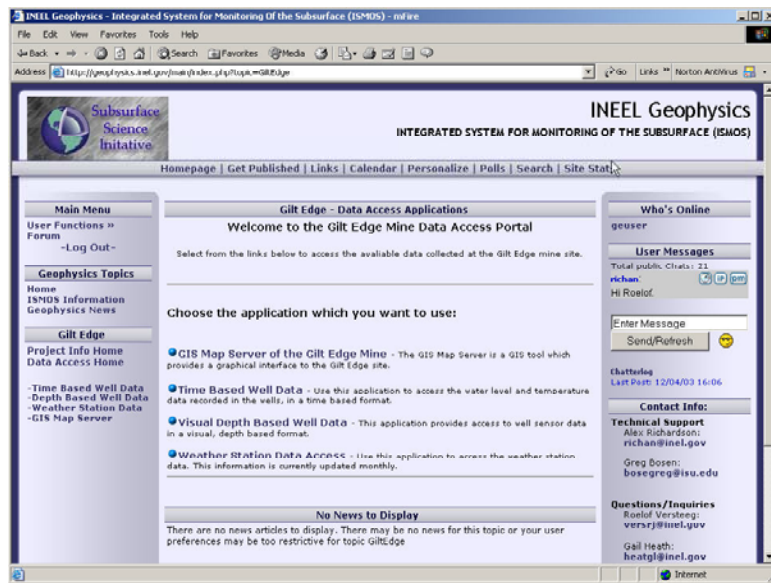 INEEL Geophysics - Integrated System for Monitoring Of the Subsurface (ISMOS) - mFire
File Edit View Favorites Tools Help
Back Search Favorites Media
Address http://geophysics.inel.gov/main/index.php?topic=GiltEdge Go Links » Norton AntiVirus
Subsurface
Science
Initative
INEEL Geophysics
INTEGRATED SYSTEM FOR MONITORING OF THE SUBSURFACE (ISMOS)
Homepage | Get Published | Links | Calendar | Personalize | Polls | Search | Site Stats
Main Menu
User Functions »
Forum
-Log Out-
Geophysics Topics
Home
ISMOS Information
Geophysics News
Gilt Edge
Project Info Home
Data Access Home
-Time Based Well Data
-Depth Based Well Data
-Weather Station Data
-GIS Map Server
Gilt Edge - Data Access Applications
Welcome to the Gilt Edge Mine Data Access Portal
Select from the links below to access the avaliable data collected at the Gilt Edge mine site.
Choose the application which you want to use:
GIS Map Server of the Gilt Edge Mine - The GIS Map Server is a GIS tool which
provides a graphical interface to the Gilt Edge site.
Time Based Well Data - Use this application to access the water level and temperature
data recorded in the wells, in a time based format.
Visual Depth Based Well Data - This application provides access to well sensor data
in a visual, depth based format.
Weather Station Data Access - Use this application to access the weather station
data. This information is currently updated monthly.
No News to Display
There are no news articles to display. There may be no news for this topic or your user
preferences may be too restrictive for topic GiltEdge
Who's Online
geuser
User Messages
Total public Chats: 21
richan:
Hi Roelof.
Enter Message
Send/Refresh
Chatterlog
Last Post: 12/04/03 16:06
Contact Info:
Technical Support
Alex Richardson:
richan@inel.gov
Greg Bosen:
bosegreg@isu.edu
Questions/Inquiries
Roelof Versteeg:
versrj@inel.gov
Gail Heath:
heatgl@inel.gov
Internet